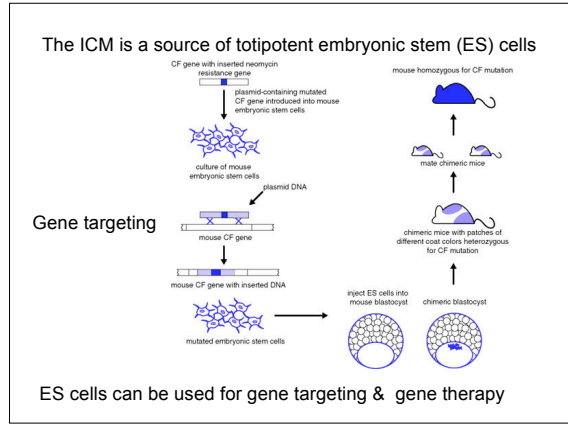 The ICM is a source of totipotent embryonic stem (ES) cells
CF gene with inserted neomycin
resistance gene
plasmid-containing mutated
CF gene introduced into mouse
embryonic stem cells
culture of mouse
embryonic stem cells
plasmid DNA
Gene targeting
mouse CF gene
mouse CF gene with inserted DNA
mutated embryonic stem cells
inject ES cells into
mouse blastocyst
chimeric blastocyst
chimeric mice with patches of
different coat colors heterozygous
for CF mutation
mate chimeric mice
mouse homozygous for CF mutation
ES cells can be used for gene targeting & gene therapy